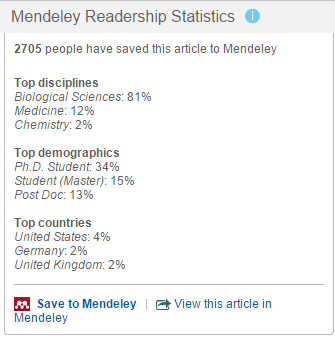 Mendeley Readership Statistics i
2705 people have saved this article to Mendeley
Top disciplines
Biological Sciences: 81%
Medicine: 12%
Chemistry: 2%
Top demographics
Ph.D. Student: 34%
Student (Master): 15%
Post Doc: 13%
Top countries
United States: 4%
Germany: 2%
United Kingdom: 2%
Save to Mendeley | View this article in
Mendeley